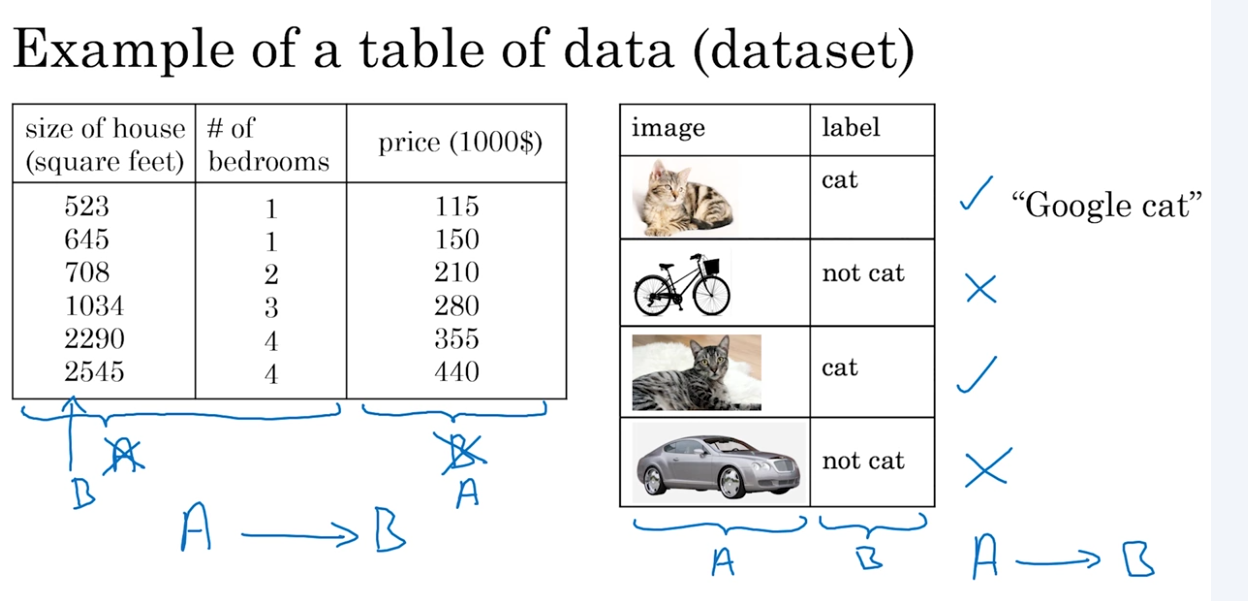 Example of a table of data (dataset)
size of house (square feet) # of bedrooms price (1000$)
523 1 115
645 1 150
708 2 210
1034 3 280
2290 4 355
2545 4 440
A B
B A
A → B
image label
cat ✓ “Google cat”
not cat ✗
cat ✓
not cat ✗
A B A → B